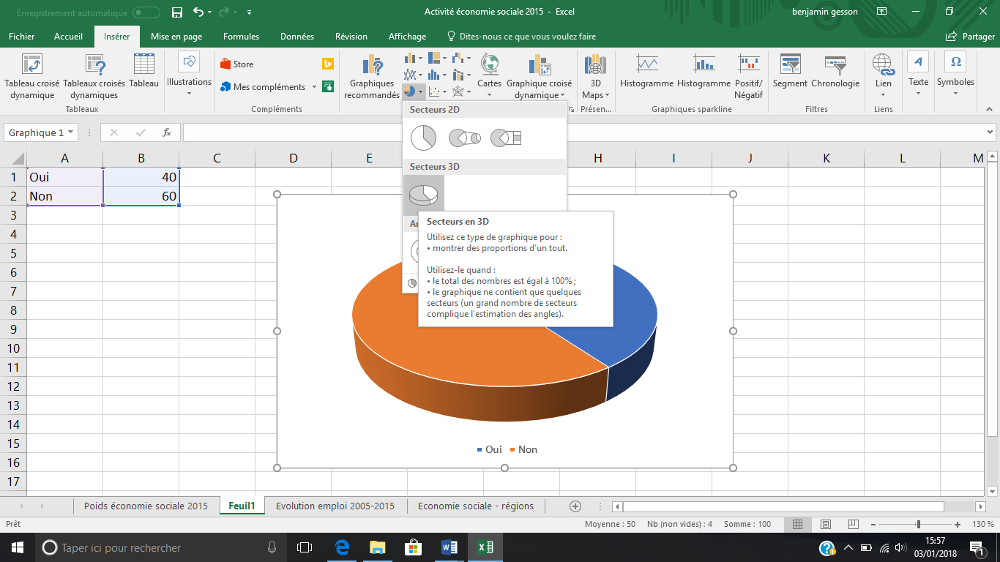 Enregistrement automatique
Activité économie sociale 2015 - Excel
benjamin gesson
Fichier Accueil Insérer Mise en page Formules Données Révision Affichage Dites-nous ce que vous voulez faire Partager
Tableau croisé dynamique
Tableaux croisés dynamiques
Tableau
Tableaux
Illustrations
Store
Mes compléments
Compléments
Graphiques recommandés
Cartes
Graphique croisé dynamique
3D Maps
Présen...
Histogramme
Histogramme
Positif/ Négatif
Graphiques sparkline
Segment
Chronologie
Filtres
Lien
Liens
Texte
Symboles
Graphique 1
fx
Secteurs 2D
Secteurs 3D
Secteurs en 3D
Utilisez ce type de graphique pour :
• montrer des proportions d'un tout.
Utilisez-le quand :
• le total des nombres est égal à 100% ;
• le graphique ne contient que quelques
secteurs (un grand nombre de secteurs
complique l'estimation des angles).
A B C D E H I J K L M
1 Oui 40
2 Non 60
3
4
5
6
7
8
9
10
11
12
13
14
15
16
17
Oui Non
Poids économie sociale 2015 Feuil1 Evolution emploi 2005-2015 Economie sociale - régions
Prêt
Moyenne : 50 Nb (non vides) : 4 Somme : 100
130 %
Taper ici pour rechercher
15:57
03/01/2018
1